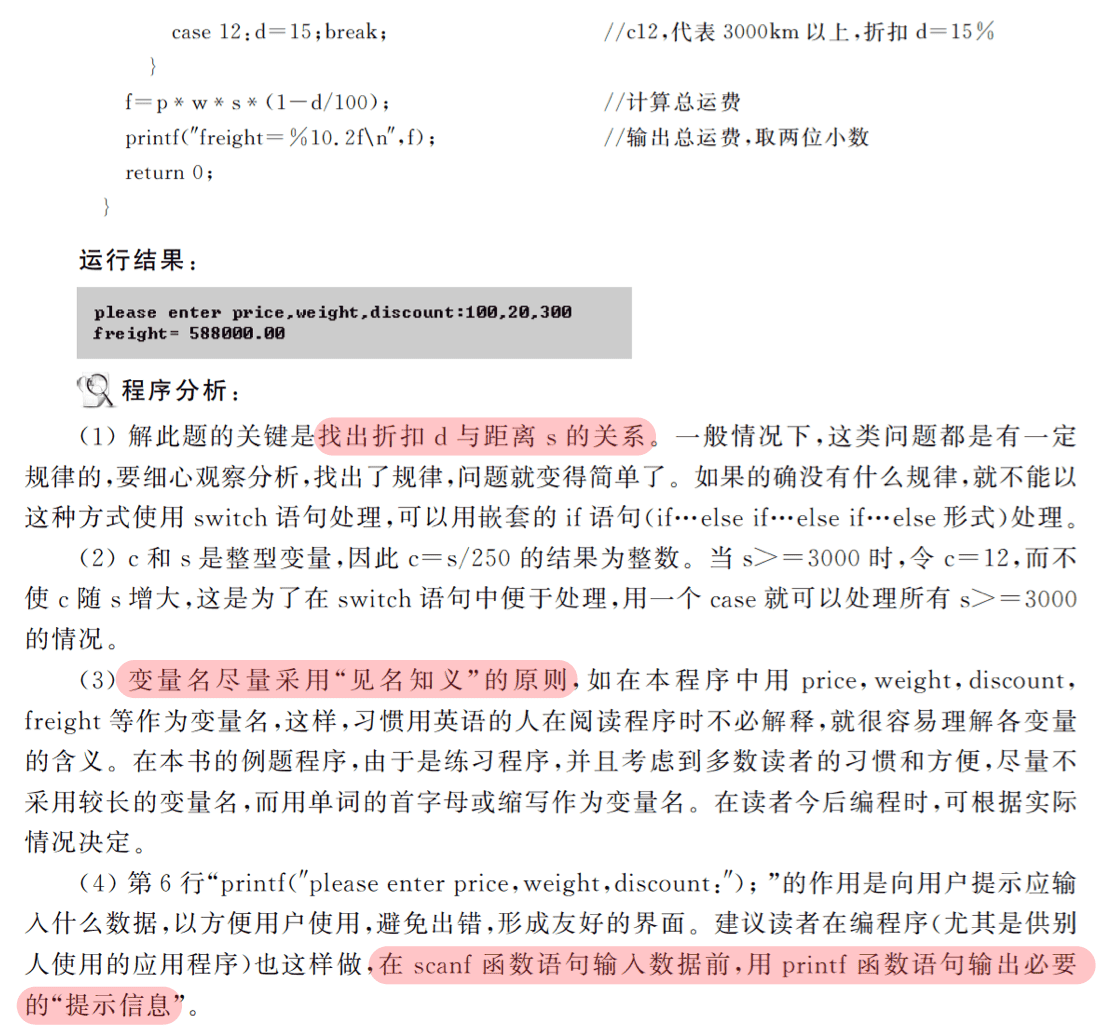 case 12:d=15;break; //c12,代表 3000km 以上,折扣 d=15%
}
f=p * w * s * (1-d/100); //计算总运费
printf("freight=%10.2f\n",f); //输出总运费,取两位小数
return 0;
}
运行结果:
please enter price,weight,discount:100,20,300
freight= 588000.00
程序分析:
(1) 解此题的关键是找出折扣 d 与距离 s 的关系。一般情况下,这类问题都是有一定
规律的,要细心观察分析,找出了规律,问题就变得简单了。如果的确没有什么规律,就不能以
这种方式使用 switch 语句处理,可以用嵌套的 if 语句(if…else if…else if…else 形式)处理。
(2) c 和 s 是整型变量,因此 c=s/250 的结果为整数。当 s>=3000 时,令 c=12,而不
使 c 随 s 增大,这是为了在 switch 语句中便于处理,用一个 case 就可以处理所有 s>=3000
的情况。
(3) 变量名尽量采用“见名知义”的原则,如在本程序中用 price, weight, discount,
freight 等作为变量名,这样,习惯用英语的人在阅读程序时不必解释,就很容易理解各变量
的含义。在本书的例题程序,由于是练习程序,并且考虑到多数读者的习惯和方便,尽量不
采用较长的变量名,而用单词的首字母或缩写作为变量名。在读者今后编程时,可根据实际
情况决定。
(4) 第 6 行“printf("please enter price,weight,discount:");”的作用是向用户提示应输
入什么数据,以方便用户使用,避免出错,形成友好的界面。建议读者在编程序(尤其是供别
人使用的应用程序)也这样做,在 scanf 函数语句输入数据前,用 printf 函数语句输出必要
的“提示信息”。